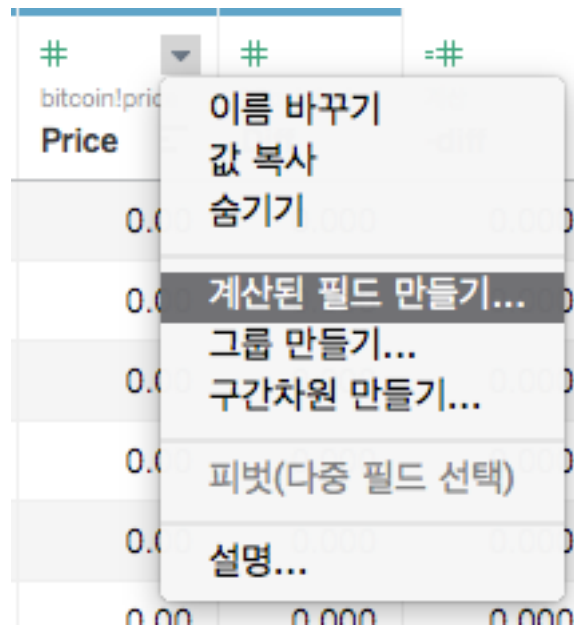 # # =#
bitcoin!pric
Price
이름 바꾸기
값 복사
숨기기
계산된 필드 만들기...
그룹 만들기...
구간차원 만들기...
피벗(다중 필드 선택)
설명...
0.00 0.000 0.000